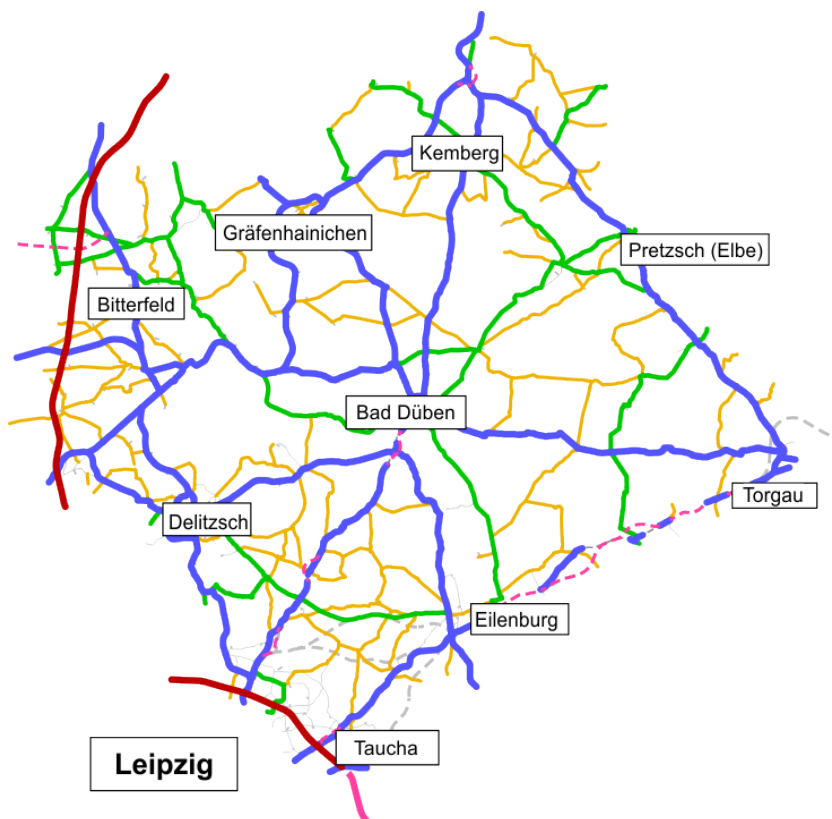 Kemberg
Gräfenhainichen
Pretzsch (Elbe)
Bitterfeld
Bad Düben
Torgau
Delitzsch
Eilenburg
Taucha
Leipzig